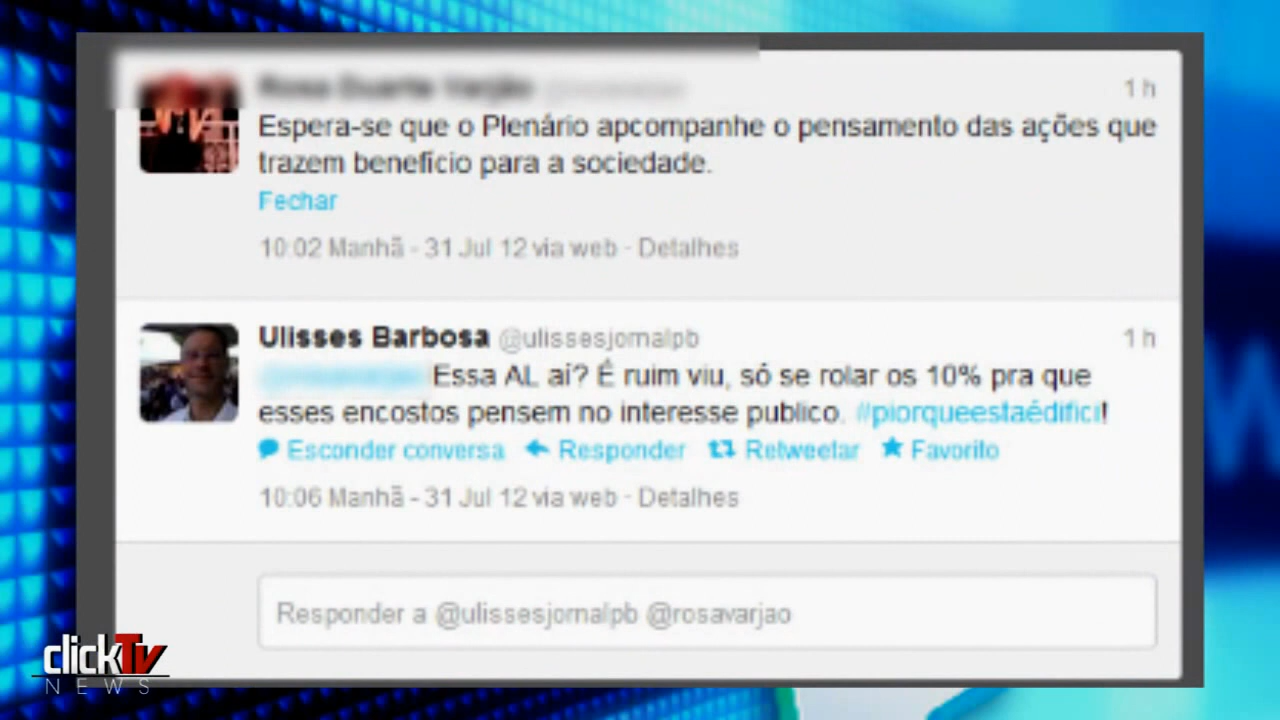 1 h
Espera-se que o Plenário apcompanhe o pensamento das ações que
trazem benefício para a sociedade.
Fechar
10:02 Manhã - 31 Jul 12 via web · Detalhes
Ulisses Barbosa @ulissesjornalpb 1 h
Essa AL aí? É ruim viu, só se rolar os 10% pra que
esses encostos pensem no interesse publico. #piorqueestaédificil!
Esconder conversa Responder Retweetar Favorito
10:06 Manhã - 31 Jul 12 via web · Detalhes
Responder a @ulissesjornalpb @rosavarjao
clickTv
NEWS